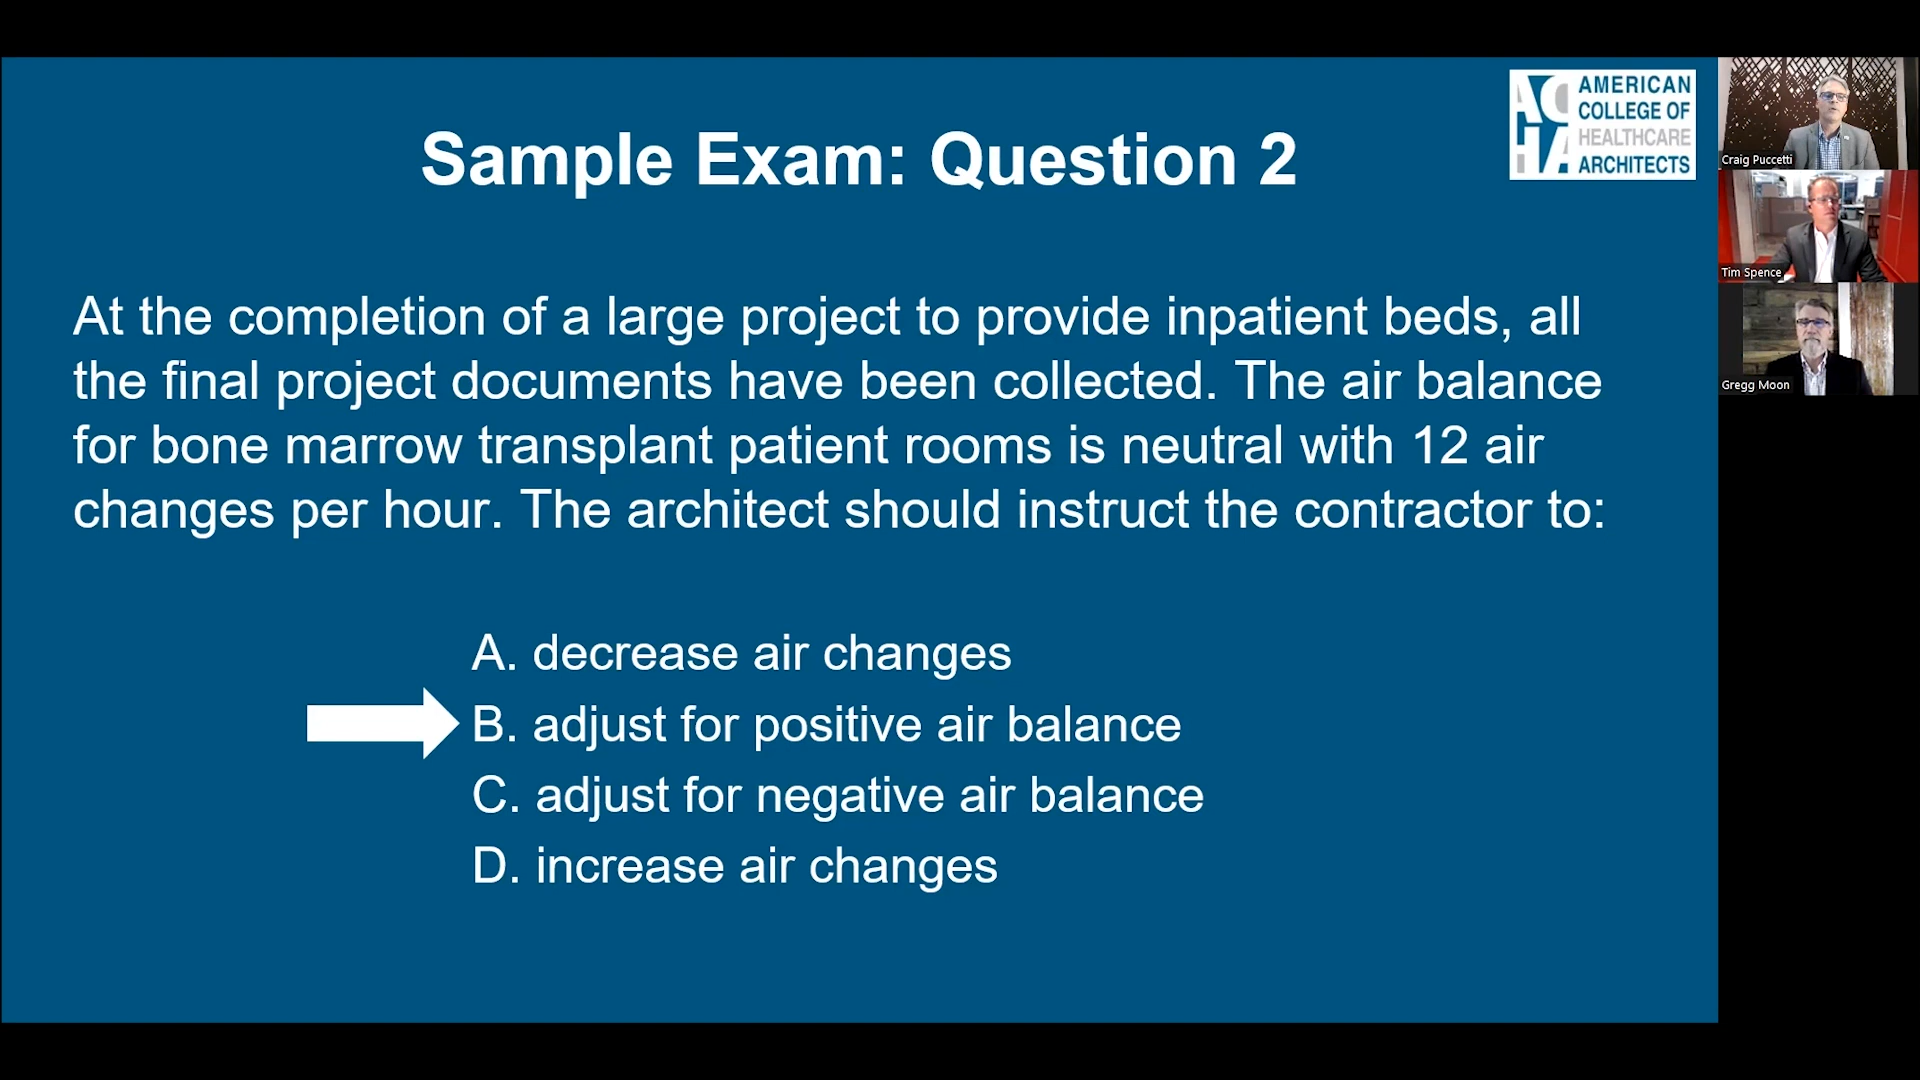 Sample Exam: Question 2
AMERICAN
COLLEGE OF
HEALTHCARE
ARCHITECTS
ACHA
At the completion of a large project to provide inpatient beds, all
the final project documents have been collected. The air balance
for bone marrow transplant patient rooms is neutral with 12 air
changes per hour. The architect should instruct the contractor to:
A. decrease air changes
B. adjust for positive air balance
C. adjust for negative air balance
D. increase air changes
Craig Puccetti
Tim Spence
Gregg Moon